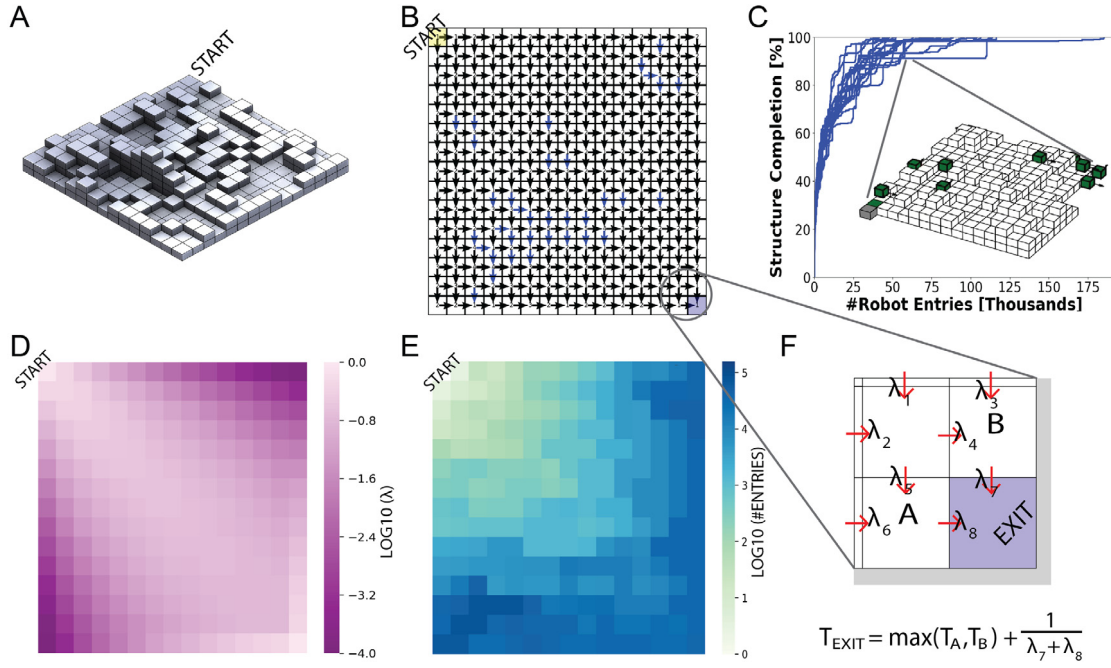 A
START
B
START
C
Structure Completion [%]
100
80
60
40
20
0
0 25 50 75 100 125 150 175
#Robot Entries [Thousands]
D
START
0.0
−0.8
−1.6
−2.4
−3.2
−4.0
LOG10 (λ)
E
START
5
4
3
2
1
0
LOG10 (#ENTRIES)
F
λ1 λ3
B
λ2 λ4
λ5 λ7
A
λ6 λ8
EXIT
T_EXIT = max(T_A,T_B) + 1/(λ7+λ8)